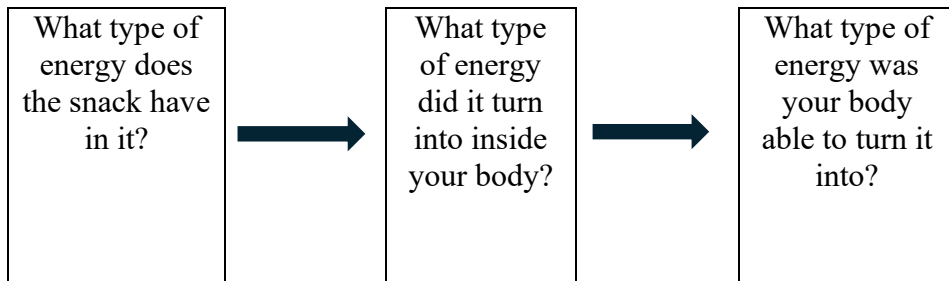 What type of
energy does
the snack have
in it?
What type
of energy
did it turn
into inside
your body?
What type of
energy was
your body
able to turn it
into?